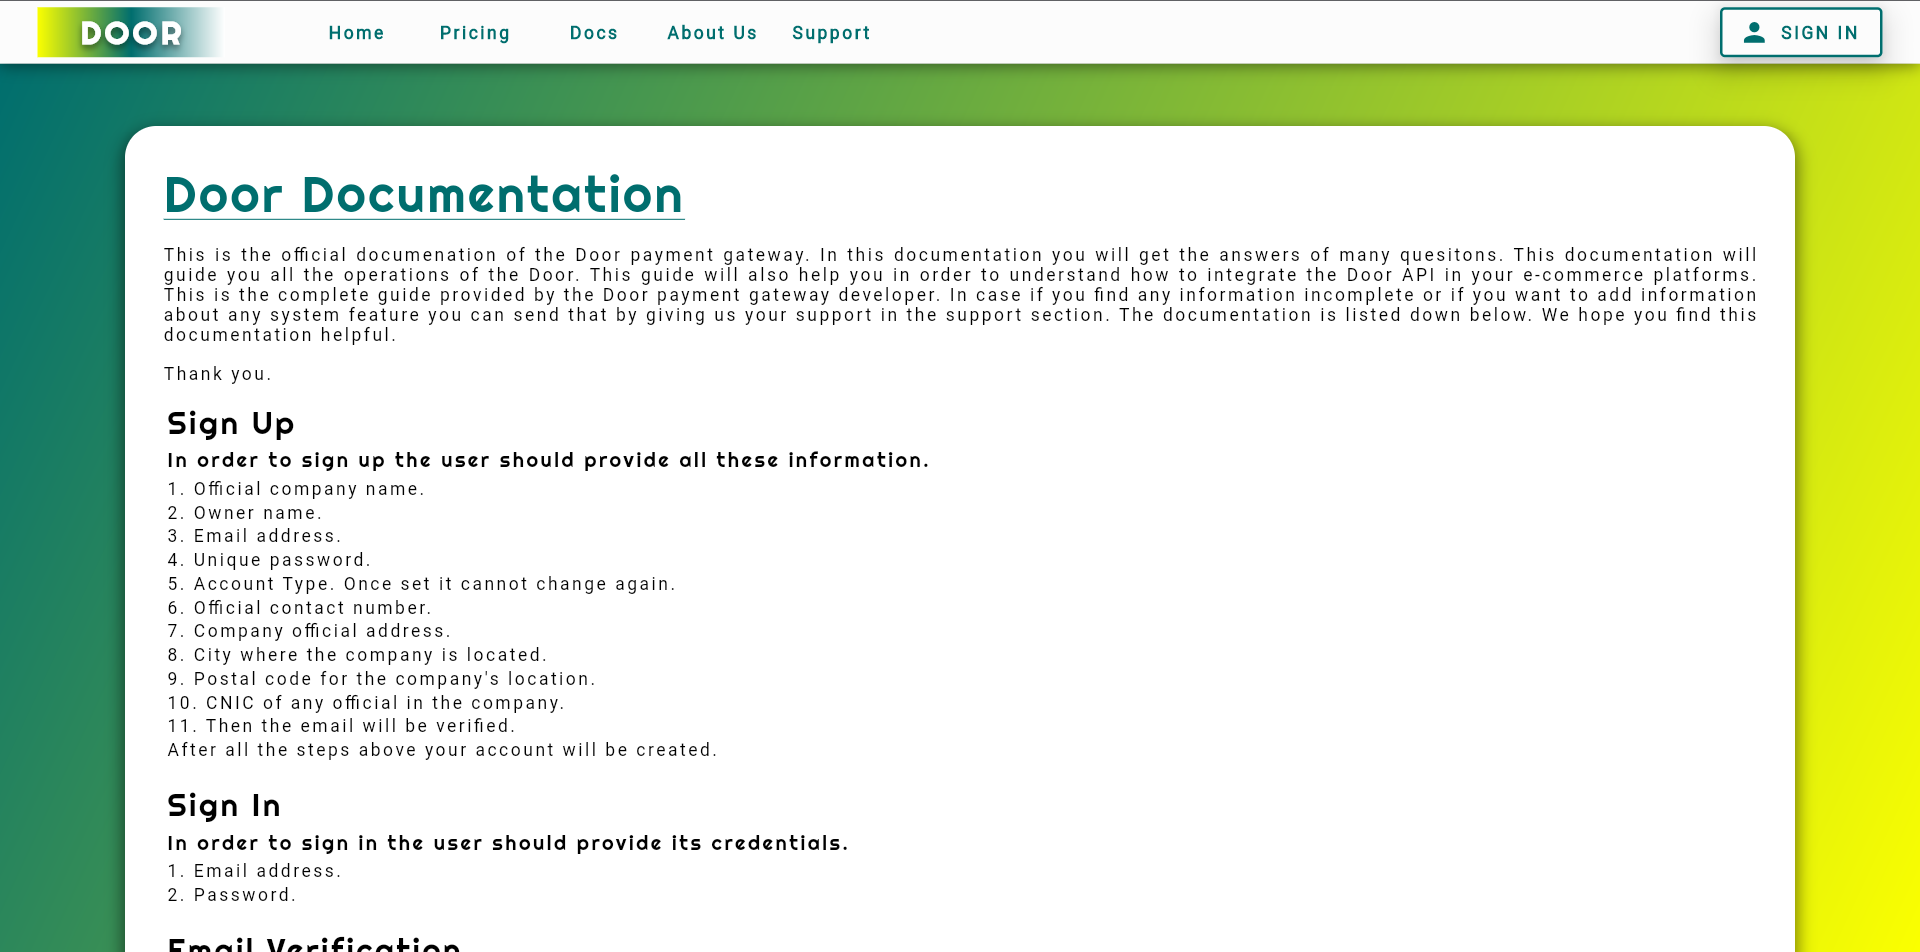 DOOR
Home
Pricing
Docs
About Us
Support
SIGN IN
Door Documentation
This is the official documenation of the Door payment gateway. In this documentation you will get the answers of many quesitons. This documentation will
guide you all the operations of the Door. This guide will also help you in order to understand how to integrate the Door API in your e-commerce platforms.
This is the complete guide provided by the Door payment gateway developer. In case if you find any information incomplete or if you want to add information
about any system feature you can send that by giving us your support in the support section. The documentation is listed down below. We hope you find this
documentation helpful.
Thank you.
Sign Up
In order to sign up the user should provide all these information.
1. Official company name.
2. Owner name.
3. Email address.
4. Unique password.
5. Account Type. Once set it cannot change again.
6. Official contact number.
7. Company official address.
8. City where the company is located.
9. Postal code for the company's location.
10. CNIC of any official in the company.
11. Then the email will be verified.
After all the steps above your account will be created.
Sign In
In order to sign in the user should provide its credentials.
1. Email address.
2. Password.
Email Verification